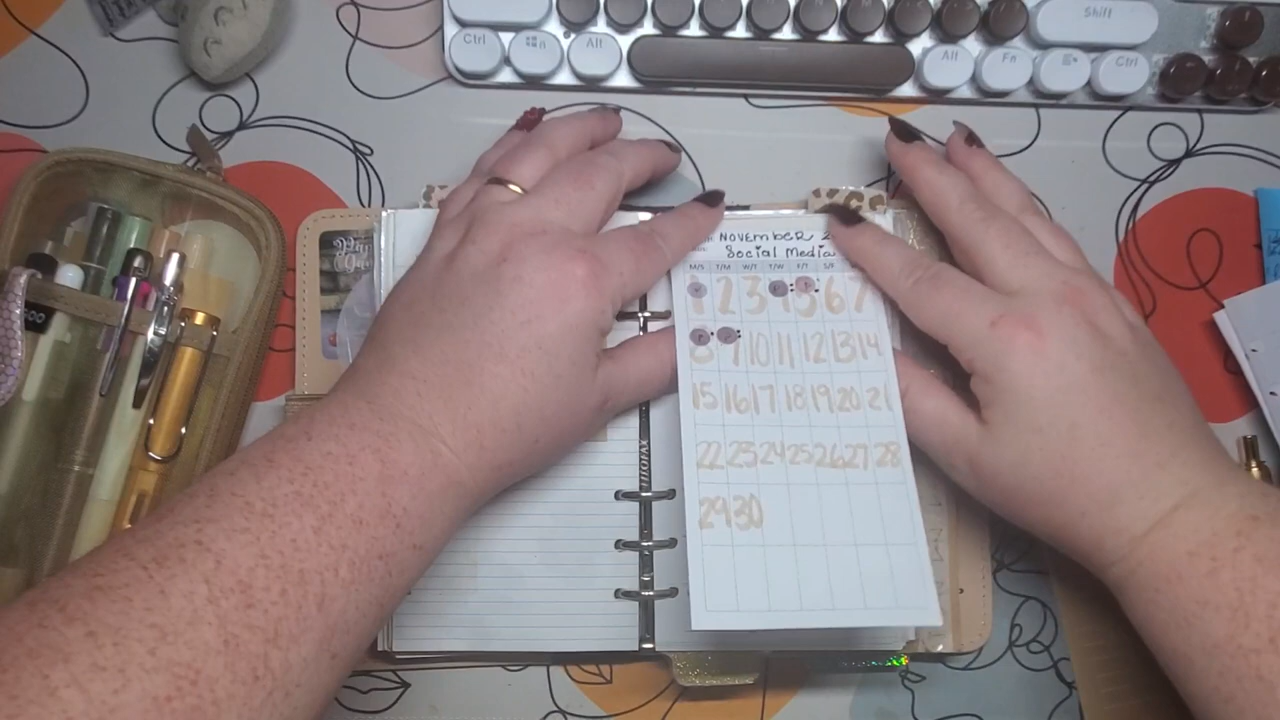 Shift
Ctrl
Alt
Alt
Fn
Ctrl
NOVEMBER 2
Social Media
M/S T/M W/T T/W F/T S/F
1 2 3 4 5 6 7
8 9 10 11 12 13 14
15 16 17 18 19 20 21
22 23 24 25 26 27 28
29 30
FILOFAX